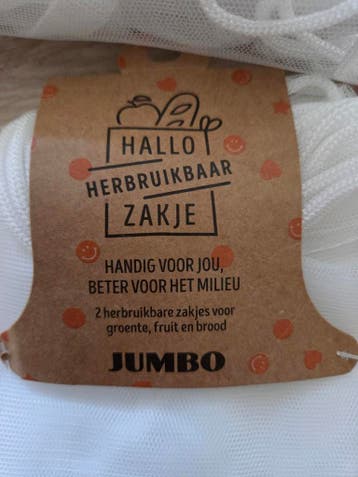 HALLO
HERBRUIKBAAR
ZAKJE
HANDIG VOOR JOU,
BETER VOOR HET MILIEU
2 herbruikbare zakjes voor
groente, fruit en brood
JUMBO